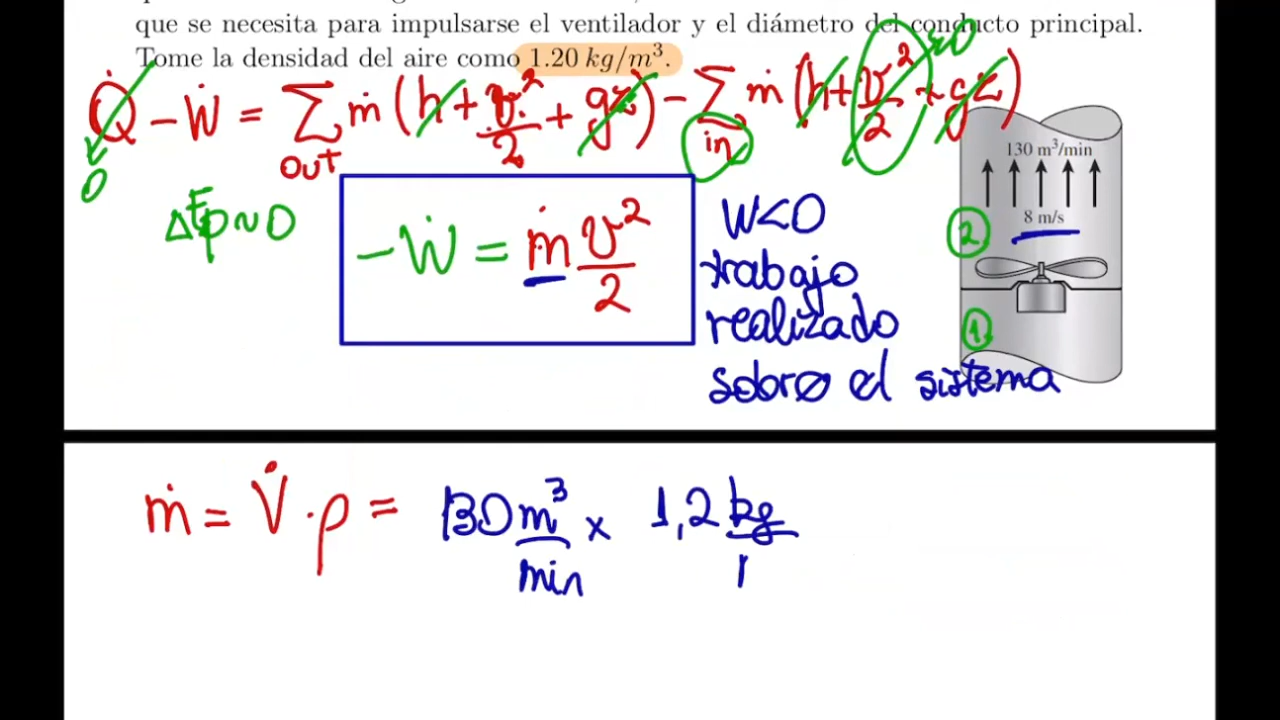 que se necesita para impulsarse el ventilador y el diámetro del conducto principal.
Tome la densidad del aire como 1.20 kg/m³.
Q̇ - Ẇ = ∑ ṁ (h + v²/2 + gz) - ∑ ṁ (h + v²/2 + gz)
out
in
≈0
0
ΔEp ~ 0
-Ẇ = ṁ v²/2
W<0
trabajo
realizado
sobre el sistema
130 m³/min
8 m/s
2
1
ṁ = V̇ · ρ = 130 m³/min x 1,2 kg/